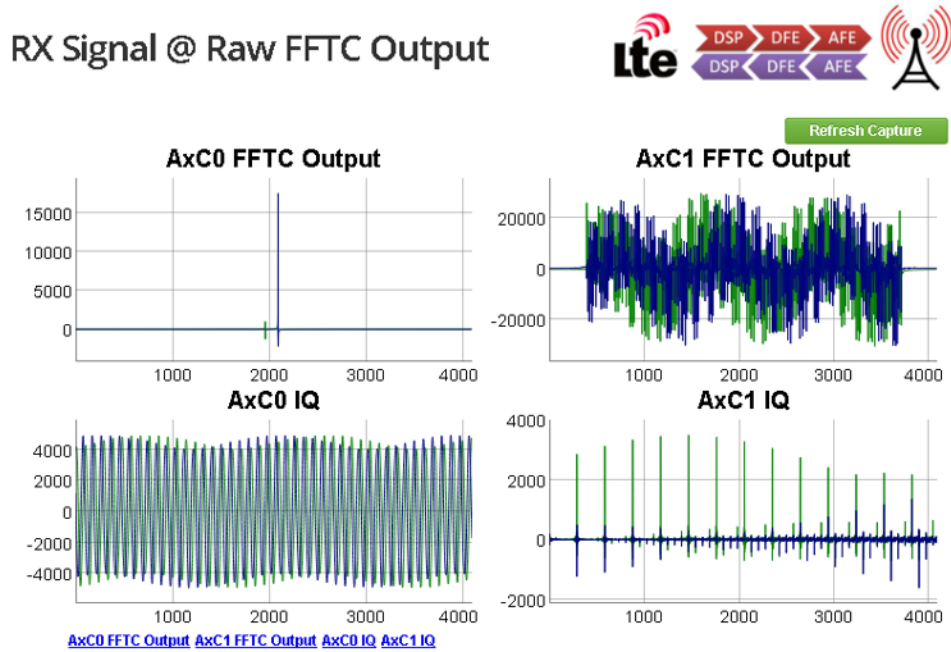 RX Signal @ Raw FFTC Output
Lte
DSP DFE AFE
DSP DFE AFE
Refresh Capture
AxC0 FFTC Output
15000
10000
5000
0
1000 2000 3000 4000
AxC1 FFTC Output
20000
0
-20000
1000 2000 3000 4000
AxC0 IQ
4000
2000
0
-2000
-4000
1000 2000 3000 4000
AxC1 IQ
4000
2000
0
-2000
1000 2000 3000 4000
AxC0 FFTC Output AxC1 FFTC Output AxC0 IQ AxC1 IQ